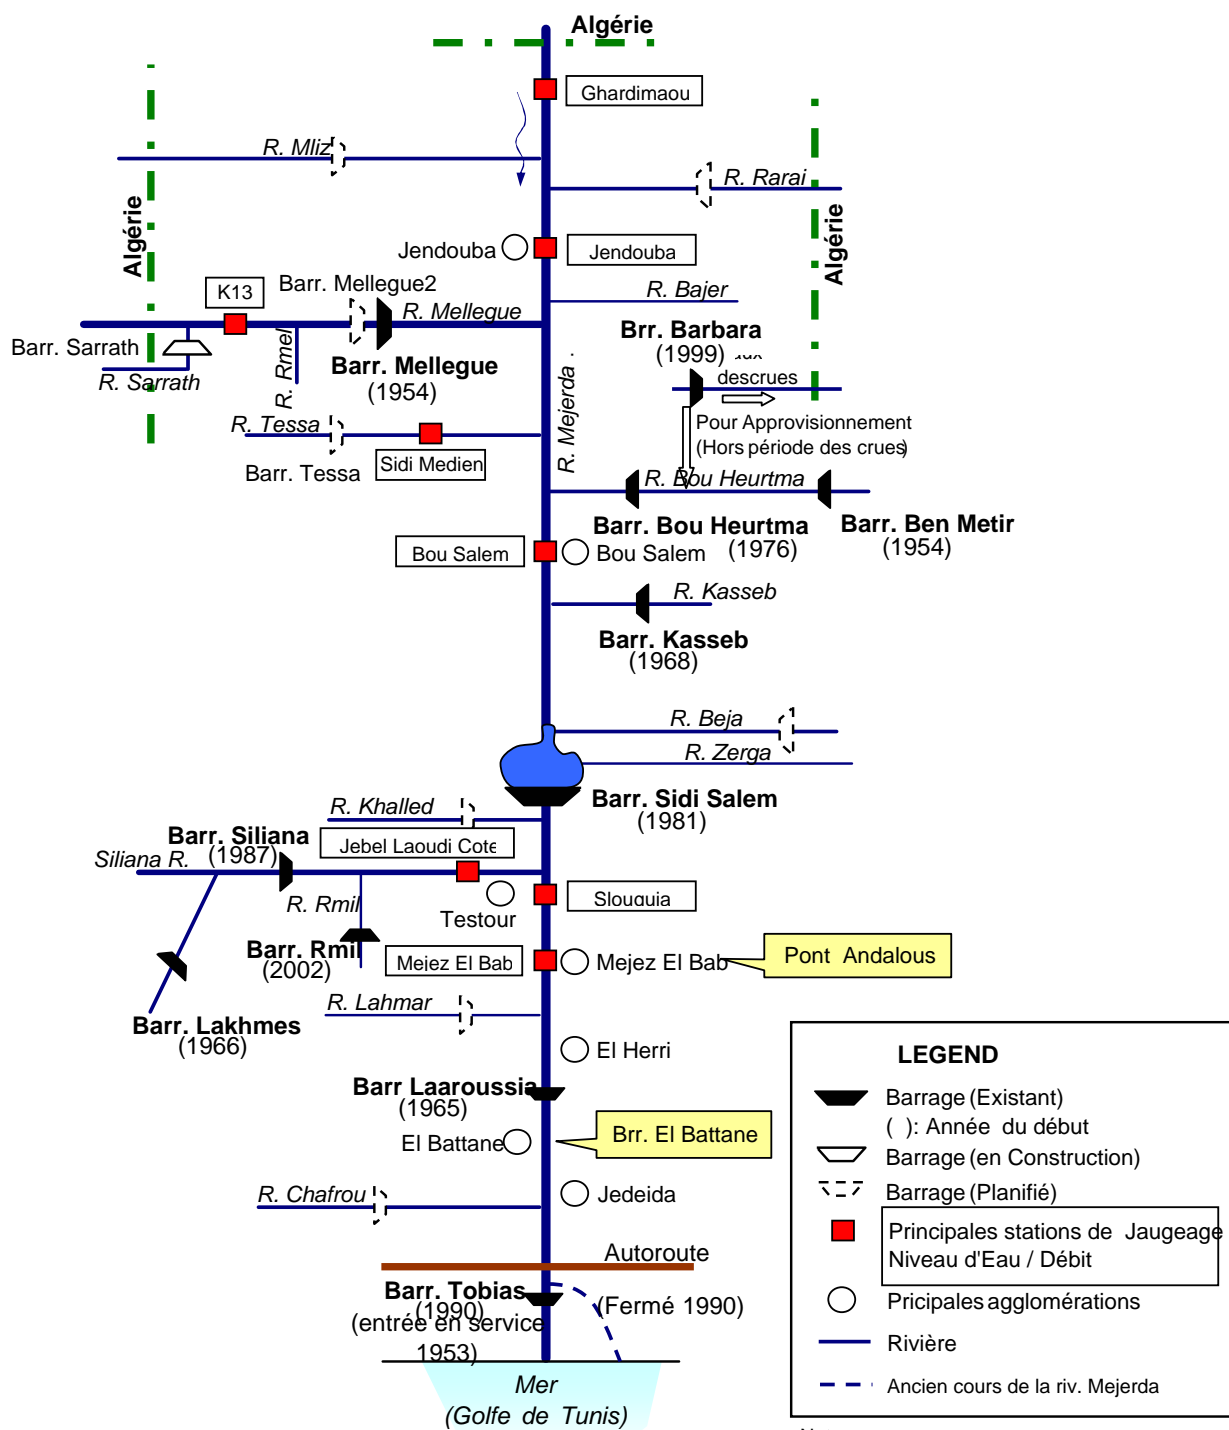 Algérie
Ghardimaou
R. Mliz
R. Rarai
Algérie
Algérie
Jendouba
Jendouba
K13
Barr. Mellegue2
R. Mellegue
R. Bajer
Barr. Sarrath
R. Sarrath
R. Rmel
Barr. Mellegue
(1954)
Brr. Barbara
(1999)
descrues
R. Mejerda
Pour Approvisionnement
(Hors période des crues)
R. Tessa
Barr. Tessa
Sidi Medien
R. Bou Heurtma
Barr. Bou Heurtma
(1976)
Barr. Ben Metir
(1954)
Bou Salem
Bou Salem
R. Kasseb
Barr. Kasseb
(1968)
R. Beja
R. Zerga
Barr. Sidi Salem
(1981)
R. Khalled
Barr. Siliana
(1987)
Jebel Laoudi Cote
Siliana R.
R. Rmil
Testour
Slouguia
Barr. Rmil
(2002)
Mejez El Bab
Mejez El Bab
Pont Andalous
R. Lahmar
Barr. Lakhmes
(1966)
El Herri
Barr Laaroussia
(1965)
El Battane
Brr. El Battane
R. Chafrou
Jedeida
Autoroute
Barr. Tobias
(1990)
(Fermé 1990)
(entrée en service
1953)
Mer
(Golfe de Tunis)
LEGEND
Barrage (Existant)
( ): Année du début
Barrage (en Construction)
Barrage (Planifié)
Principales stations de Jaugeage
Niveau d'Eau / Débit
Pricipales agglomérations
Rivière
Ancien cours de la riv. Mejerda